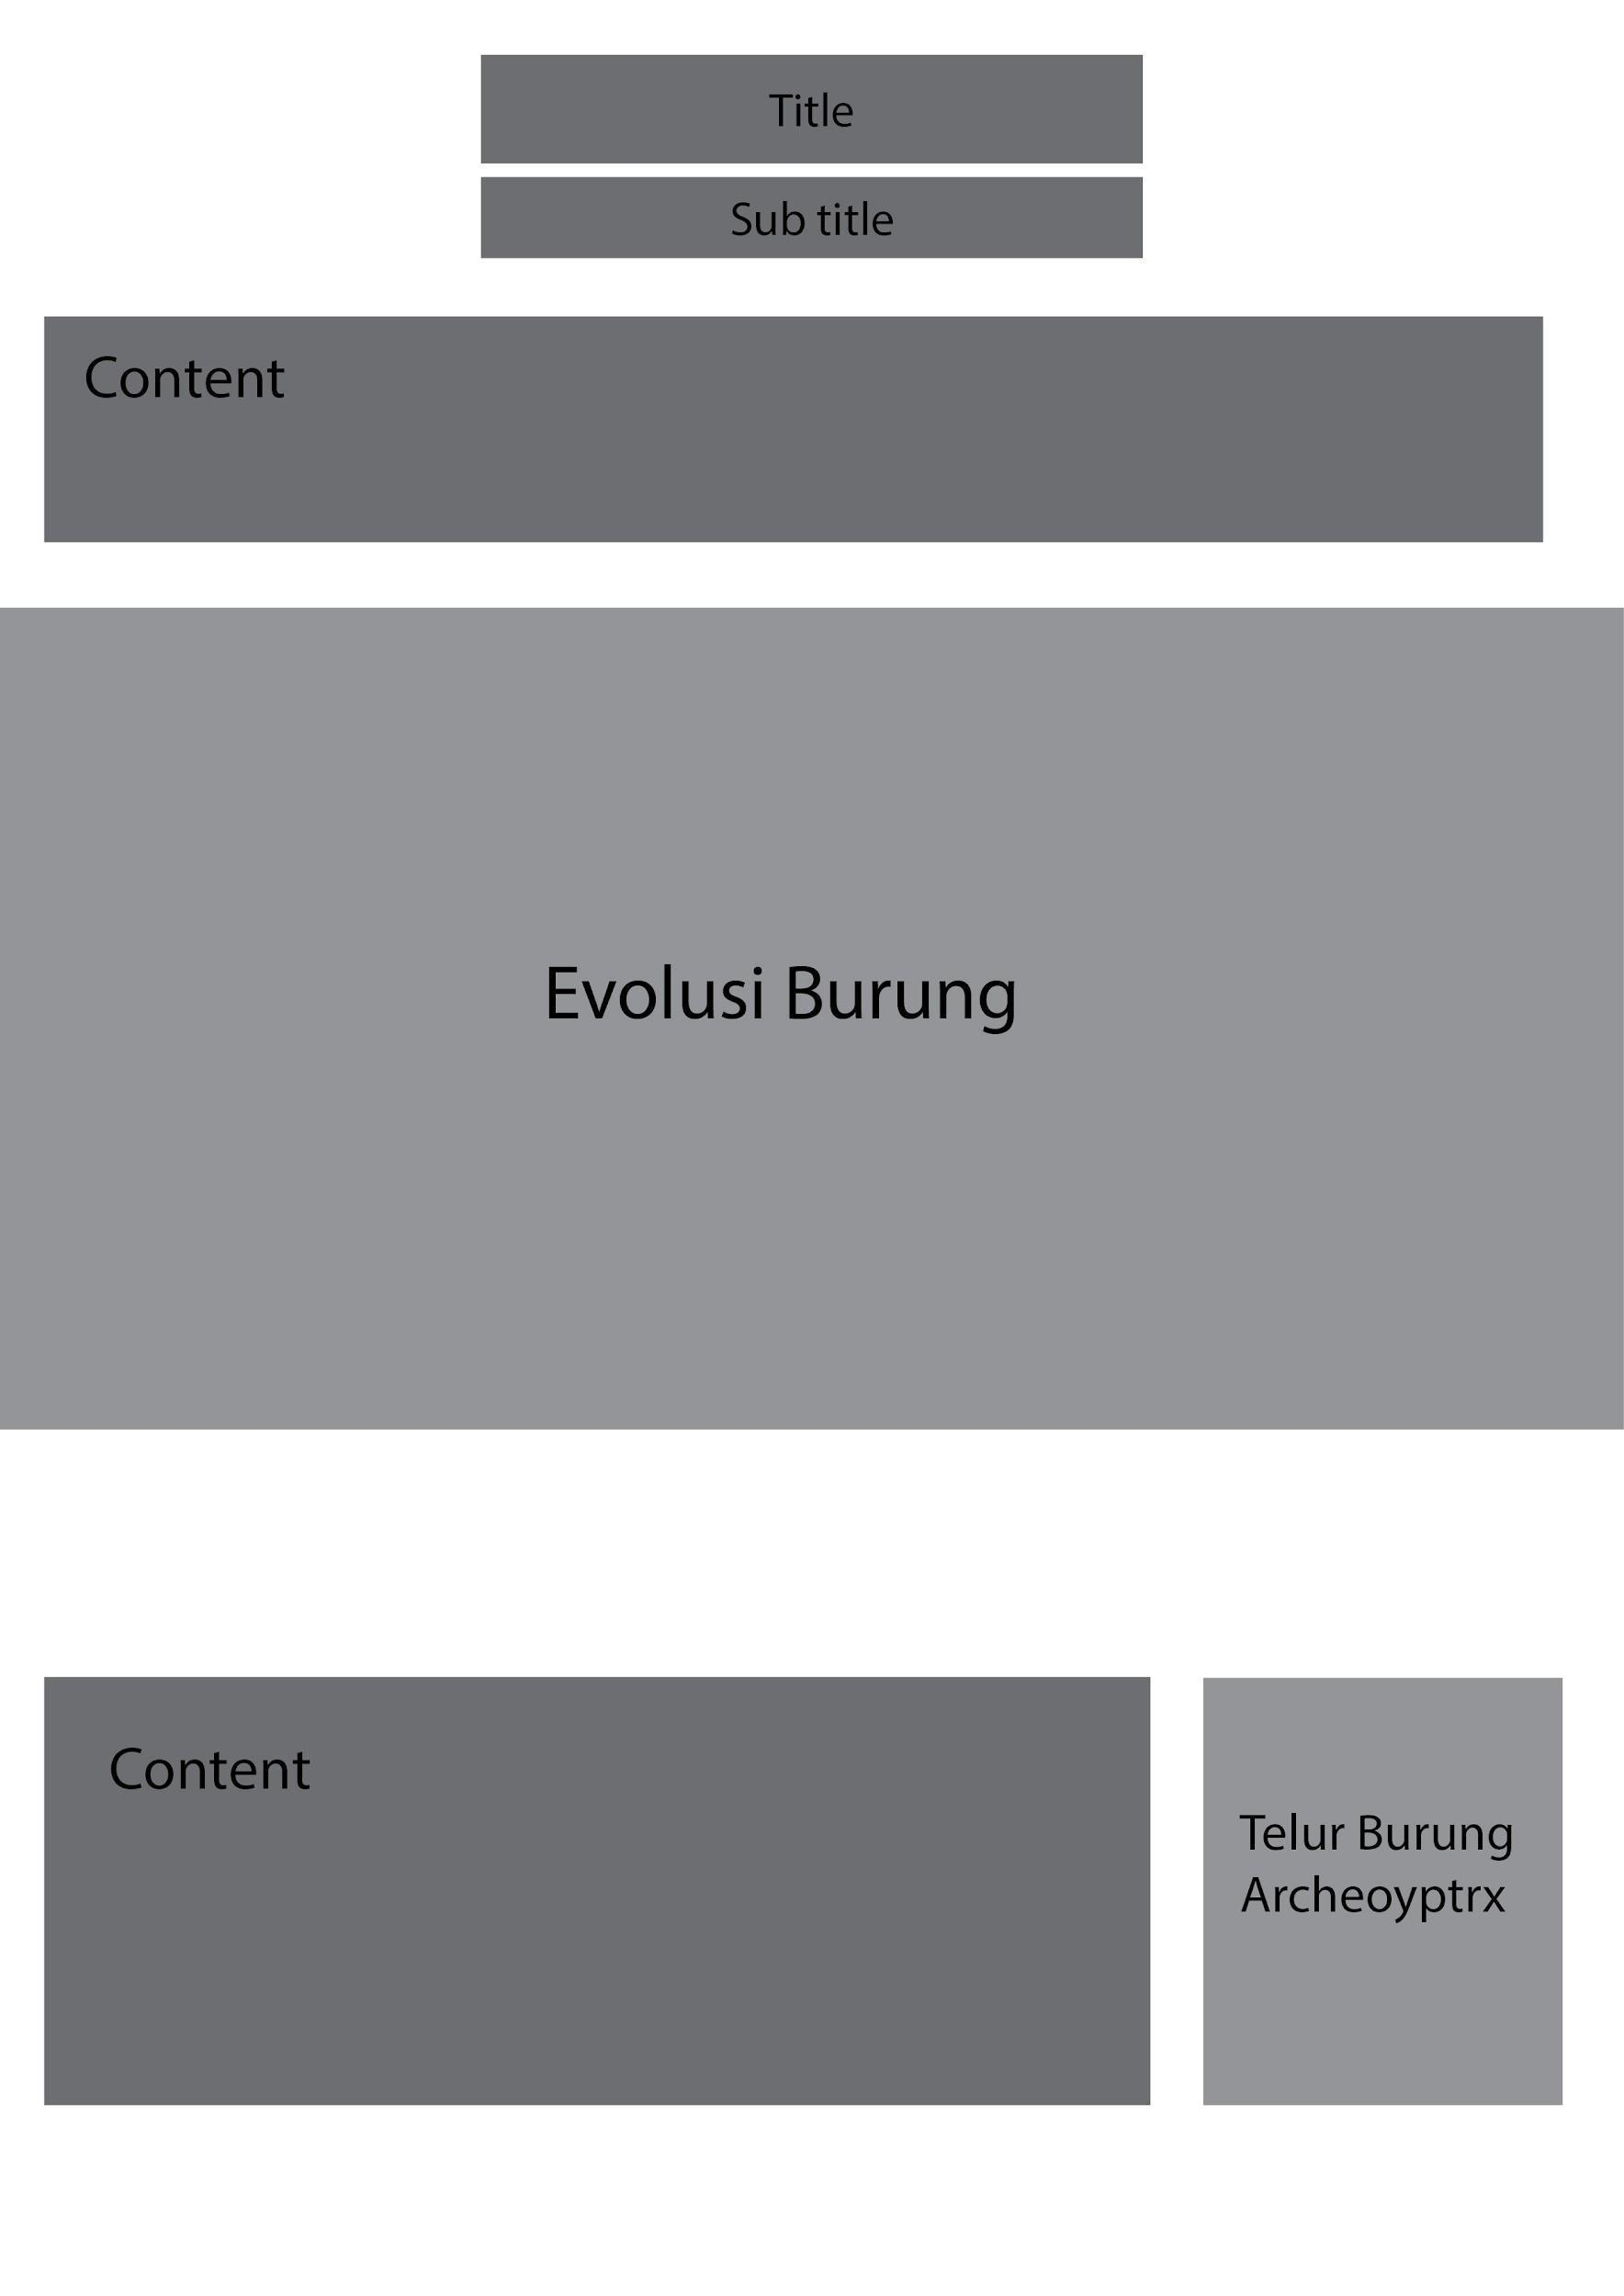 Title
Sub title
Content
Evolusi Burung
Content
Telur Burung
Archeoyptrx